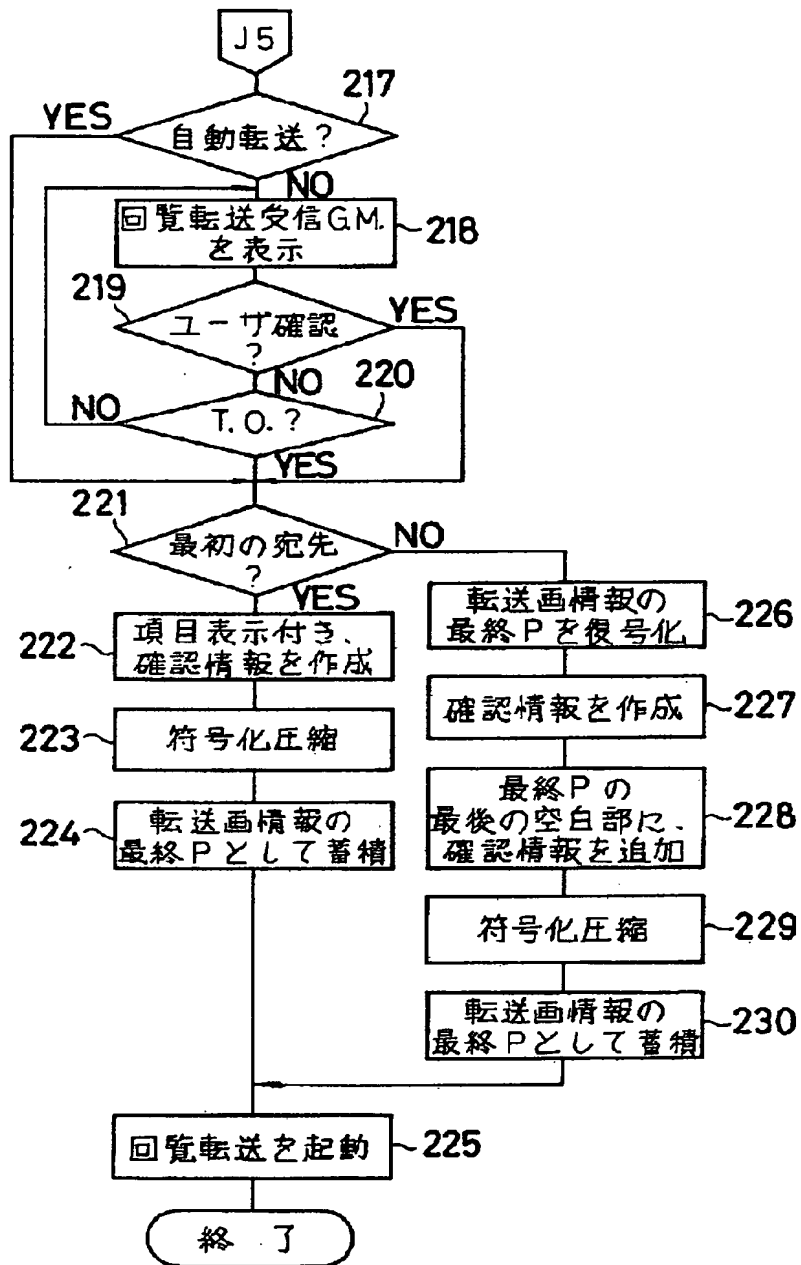 J5
217
YES
自動転送?
NO
回覧転送受信G.M.
を表示
218
219
ユーザ確認
?
YES
NO
220
NO
T.O.?
YES
221
最初の宛先
?
NO
YES
222
項目表示付き、
確認情報を作成
223
符号化圧縮
224
転送画情報の
最終Pとして蓄積
転送画情報の
最終Pを復号化
226
確認情報を作成
227
最終Pの
最後の空白部に、
確認情報を追加
228
符号化圧縮
229
転送画情報の
最終Pとして蓄積
230
回覧転送を起動
225
終了